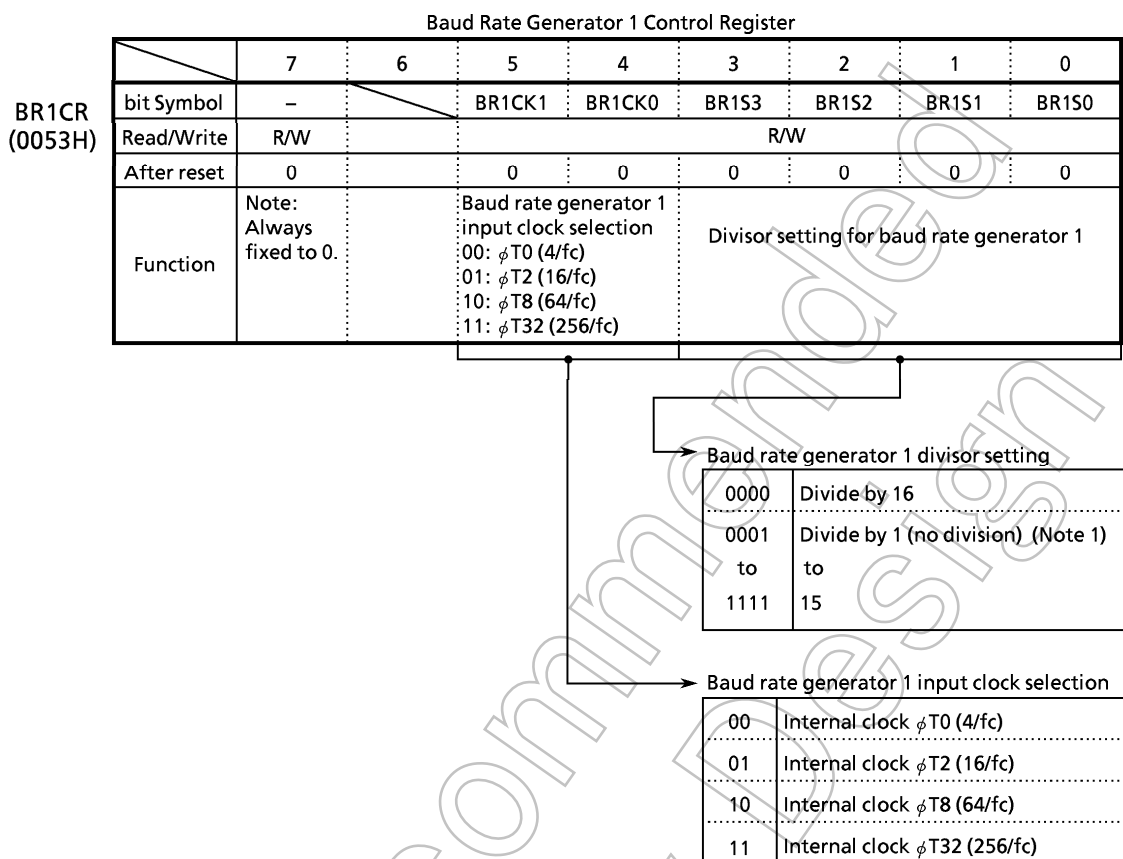 Baud Rate Generator 1 Control Register
7 6 5 4 3 2 1 0
BR1CR
(0053H)
bit Symbol – BR1CK1 BR1CK0 BR1S3 BR1S2 BR1S1 BR1S0
Read/Write R/W R/W
After reset 0 0 0 0 0 0 0
Function
Note:
Always
fixed to 0.
Baud rate generator 1
input clock selection
00: φT0 (4/fc)
01: φT2 (16/fc)
10: φT8 (64/fc)
11: φT32 (256/fc)
Divisor setting for baud rate generator 1
Baud rate generator 1 divisor setting
0000 Divide by 16
0001 Divide by 1 (no division) (Note 1)
to to
1111 15
Baud rate generator 1 input clock selection
00 Internal clock φT0 (4/fc)
01 Internal clock φT2 (16/fc)
10 Internal clock φT8 (64/fc)
11 Internal clock φT32 (256/fc)